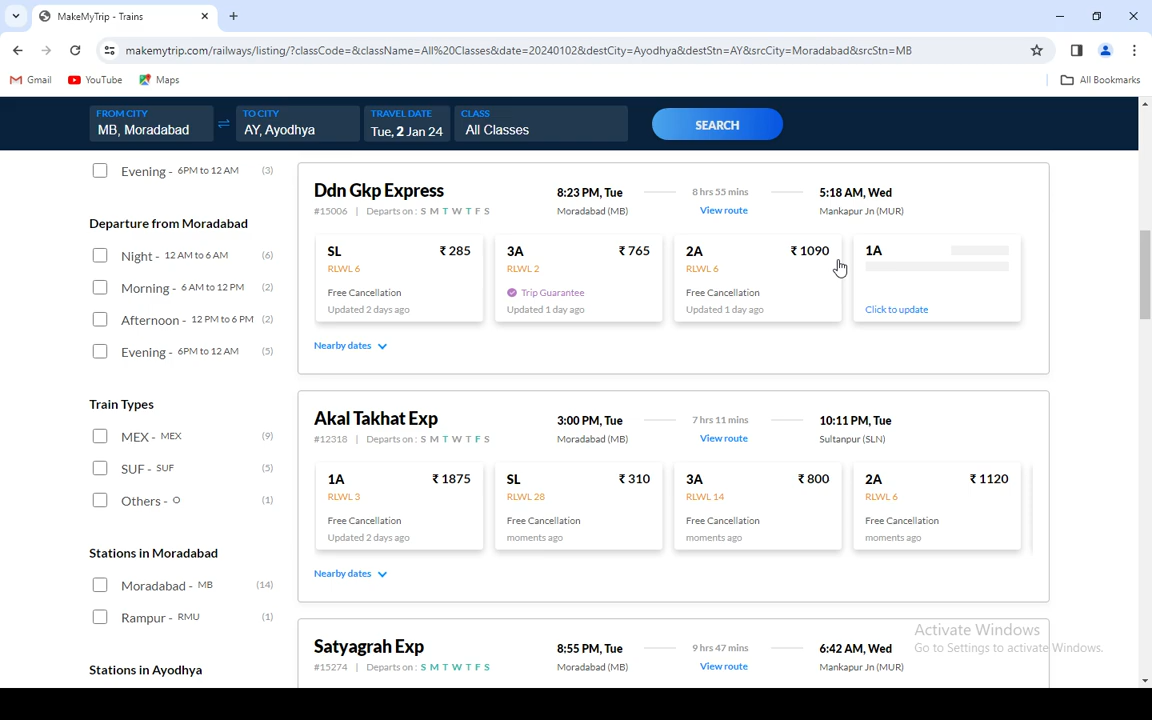 MakeMyTrip - Trains
makemytrip.com/railways/listing/?classCode=&className=All%20Classes&date=20240102&destCity=Ayodhya&destStn=AY&srcCity=Moradabad&srcStn=MB
Gmail YouTube Maps All Bookmarks
FROM CITY TO CITY TRAVEL DATE CLASS
MB, Moradabad AY, Ayodhya Tue, 2 Jan 24 All Classes SEARCH
Evening - 6PM to 12 AM (3)
Departure from Moradabad
Night - 12 AM to 6 AM (6)
Morning - 6 AM to 12 PM (2)
Afternoon - 12 PM to 6 PM (2)
Evening - 6PM to 12 AM (5)
Train Types
MEX - MEX (9)
SUF - SUF (5)
Others - O (1)
Stations in Moradabad
Moradabad - MB (14)
Rampur - RMU (1)
Stations in Ayodhya
Ddn Gkp Express 8:23 PM, Tue 8 hrs 55 mins 5:18 AM, Wed
#15006 | Departs on : S M T W T F S Moradabad (MB) View route Mankapur Jn (MUR)
SL ₹ 285 3A ₹ 765 2A ₹ 1090 1A
RLWL 6 RLWL 2 RLWL 6
Free Cancellation Trip Guarantee Free Cancellation
Updated 2 days ago Updated 1 day ago Updated 1 day ago Click to update
Nearby dates
Akal Takhat Exp 3:00 PM, Tue 7 hrs 11 mins 10:11 PM, Tue
#12318 | Departs on : S M T W T F S Moradabad (MB) View route Sultanpur (SLN)
1A ₹ 1875 SL ₹ 310 3A ₹ 800 2A ₹ 1120
RLWL 3 RLWL 28 RLWL 14 RLWL 6
Free Cancellation Free Cancellation Free Cancellation Free Cancellation
Updated 2 days ago moments ago moments ago moments ago
Nearby dates
Satyagrah Exp 8:55 PM, Tue 9 hrs 47 mins 6:42 AM, Wed
#15274 | Departs on : S M T W T F S Moradabad (MB) View route Mankapur Jn (MUR)
Activate Windows
Go to Settings to activate Windows.